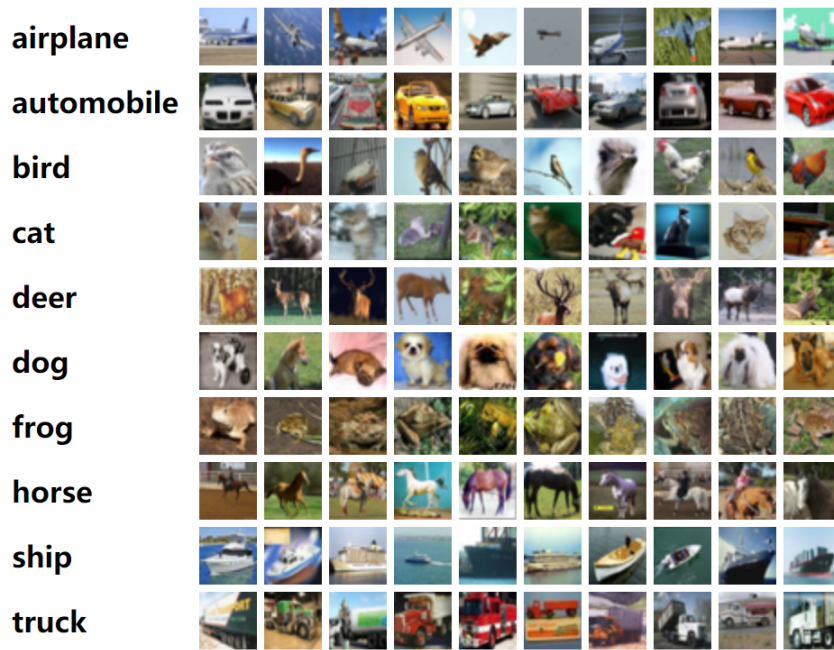 airplane
automobile
bird
cat
deer
dog
frog
horse
ship
truck